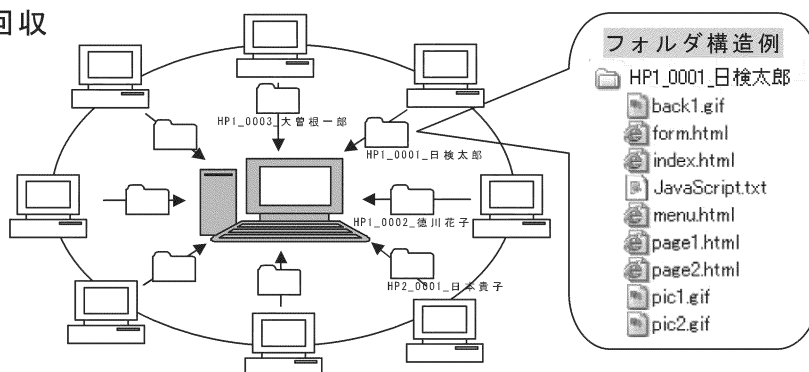 回収
フォルダ構造例
HP1_0001_日検太郎
back1.gif
form.html
index.html
JavaScript.txt
menu.html
page1.html
page2.html
pic1.gif
pic2.gif
HP1_0003_大曽根一郎
HP1_0001_日検太郎
HP1_0002_徳川花子
HP2_0001_日本貴子